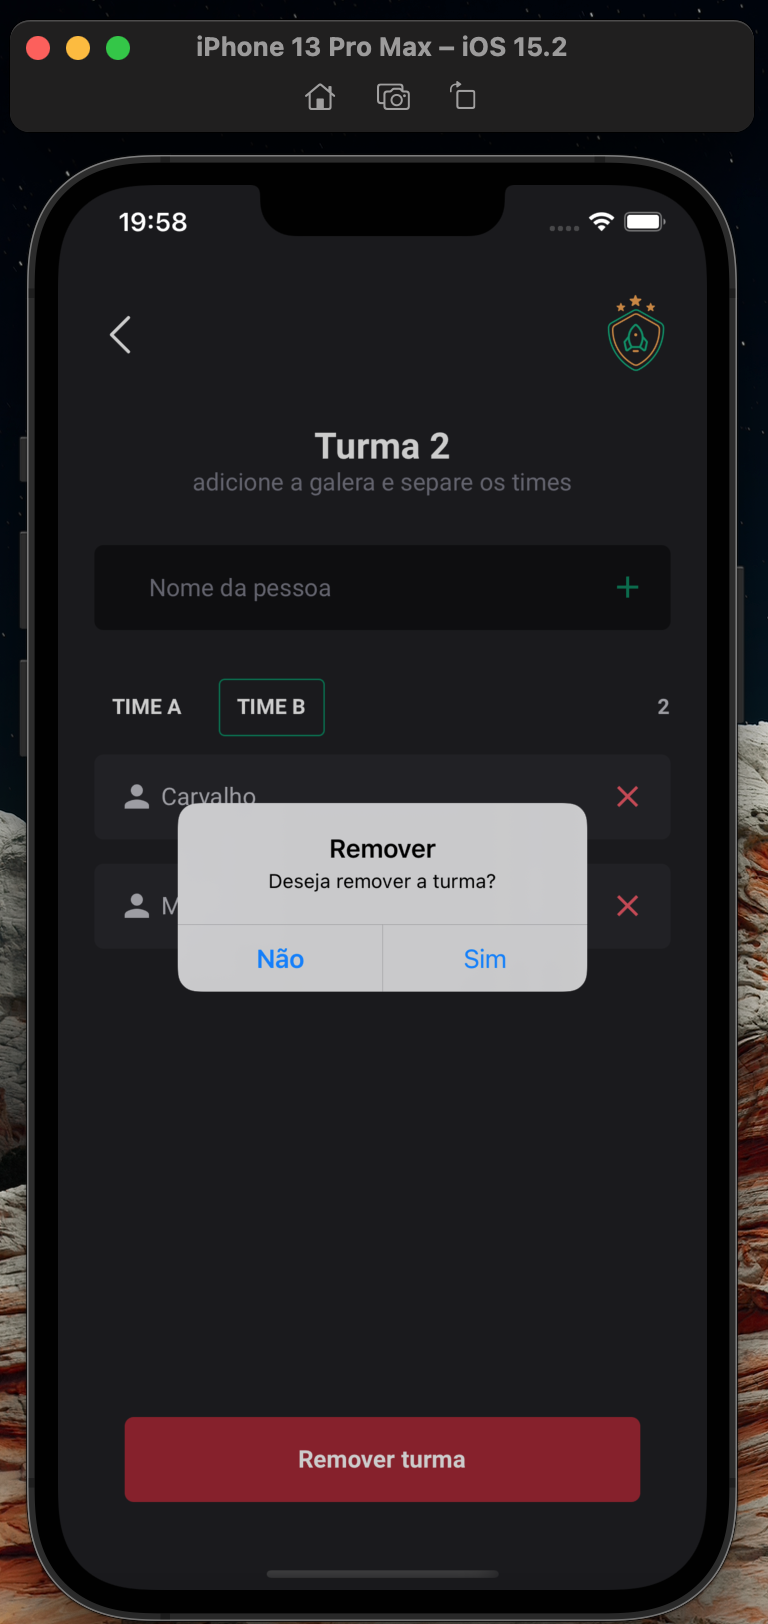 iPhone 13 Pro Max – iOS 15.2
19:58
Turma 2
adicione a galera e separe os times
Nome da pessoa
TIME A TIME B 2
Carvalho
Remover
Deseja remover a turma?
Não Sim
Remover turma